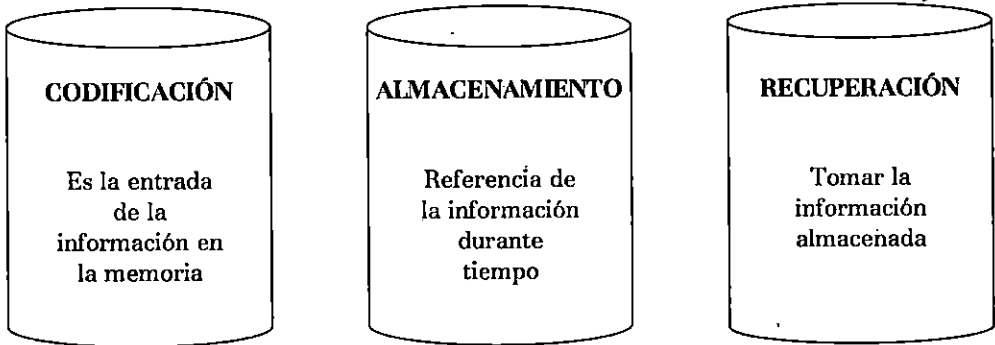 CODIFICACIÓN
Es la entrada
de la
información en
la memoria
ALMACENAMIENTO
Referencia de
la información
durante
tiempo
RECUPERACIÓN
Tomar la
información
almacenada